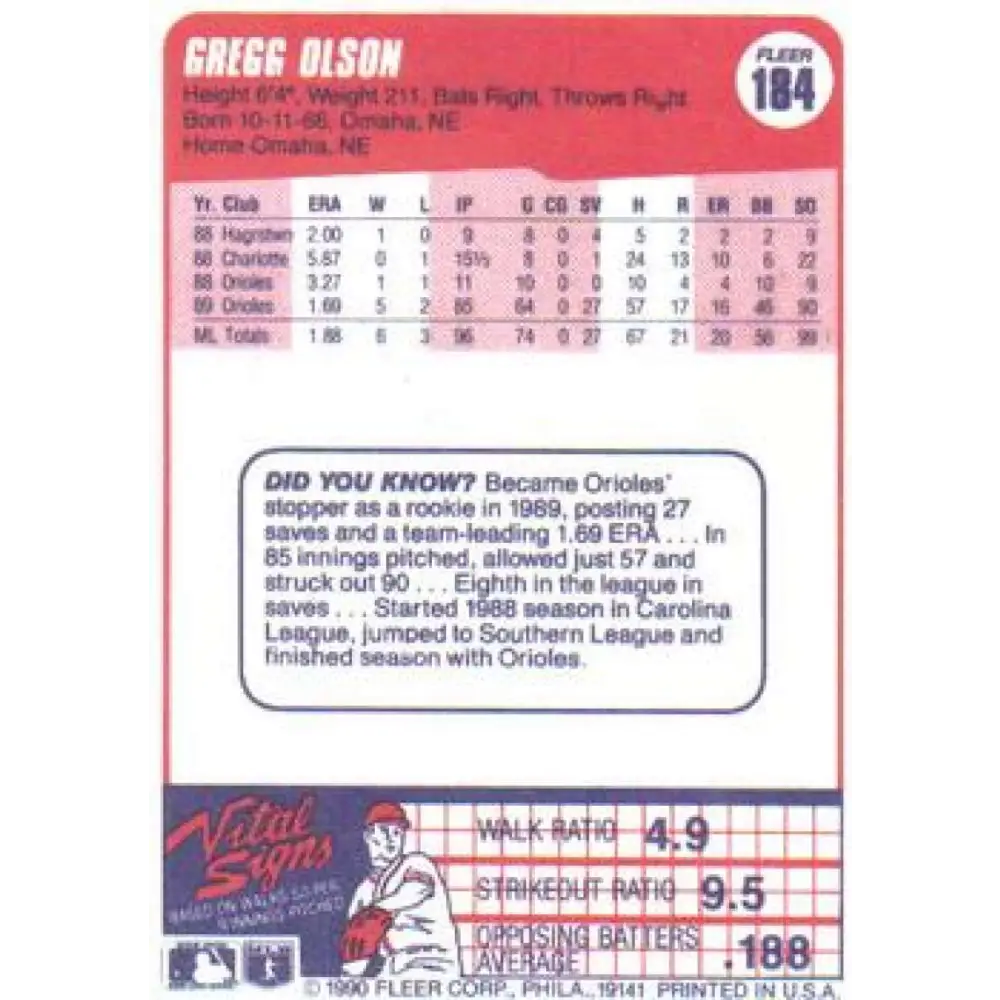 GREGG OLSON
FLEER
184
Height 6'4", Weight 211, Bats Right, Throws Right
Born 10-11-66, Omaha, NE
Home Omaha, NE
Yr. Club ERA W L IP G CG SV H R ER BB SO
88 Hagrstwn 2.00 1 0 9 8 0 4 5 2 2 2 9
88 Charlotte 5.87 0 1 15⅓ 8 0 1 24 13 10 6 22
88 Orioles 3.27 1 1 11 10 0 0 10 4 4 10 9
89 Orioles 1.69 5 2 85 64 0 27 57 17 16 46 90
ML Totals 1.88 6 3 96 74 0 27 67 21 20 56 99
DID YOU KNOW? Became Orioles'
stopper as a rookie in 1989, posting 27
saves and a team-leading 1.69 ERA . . . In
85 innings pitched, allowed just 57 and
struck out 90 . . . Eighth in the league in
saves . . . Started 1988 season in Carolina
League, jumped to Southern League and
finished season with Orioles.
Vital
Signs
BASED ON WALKS-SO PER
INNINGS PITCHED
WALK RATIO 4.9
STRIKEOUT RATIO 9.5
OPPOSING BATTERS
AVERAGE .188
© 1990 FLEER CORP., PHILA., 19141 PRINTED IN U.S.A.